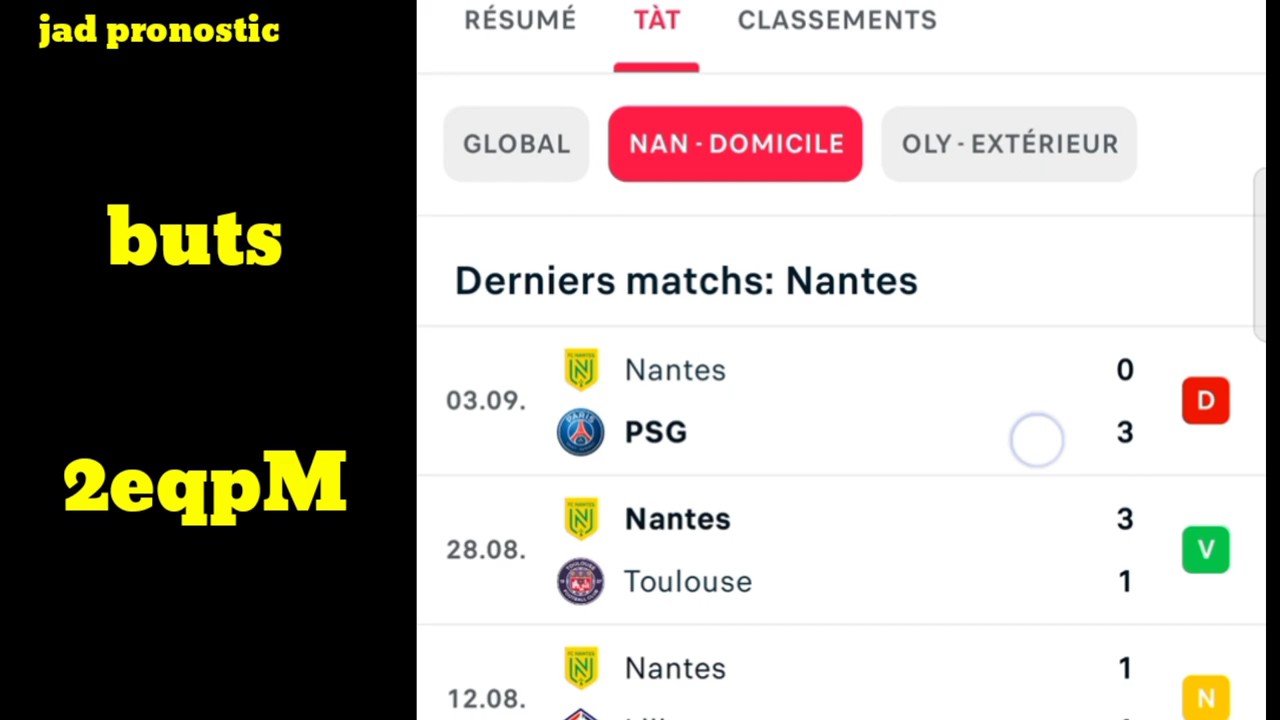 jad pronostic
buts
2eqpM
RÉSUMÉ TÀT CLASSEMENTS
GLOBAL NAN - DOMICILE OLY - EXTÉRIEUR
Derniers matchs: Nantes
03.09. Nantes 0 D
PSG 3
28.08. Nantes 3 V
Toulouse 1
12.08. Nantes 1 N